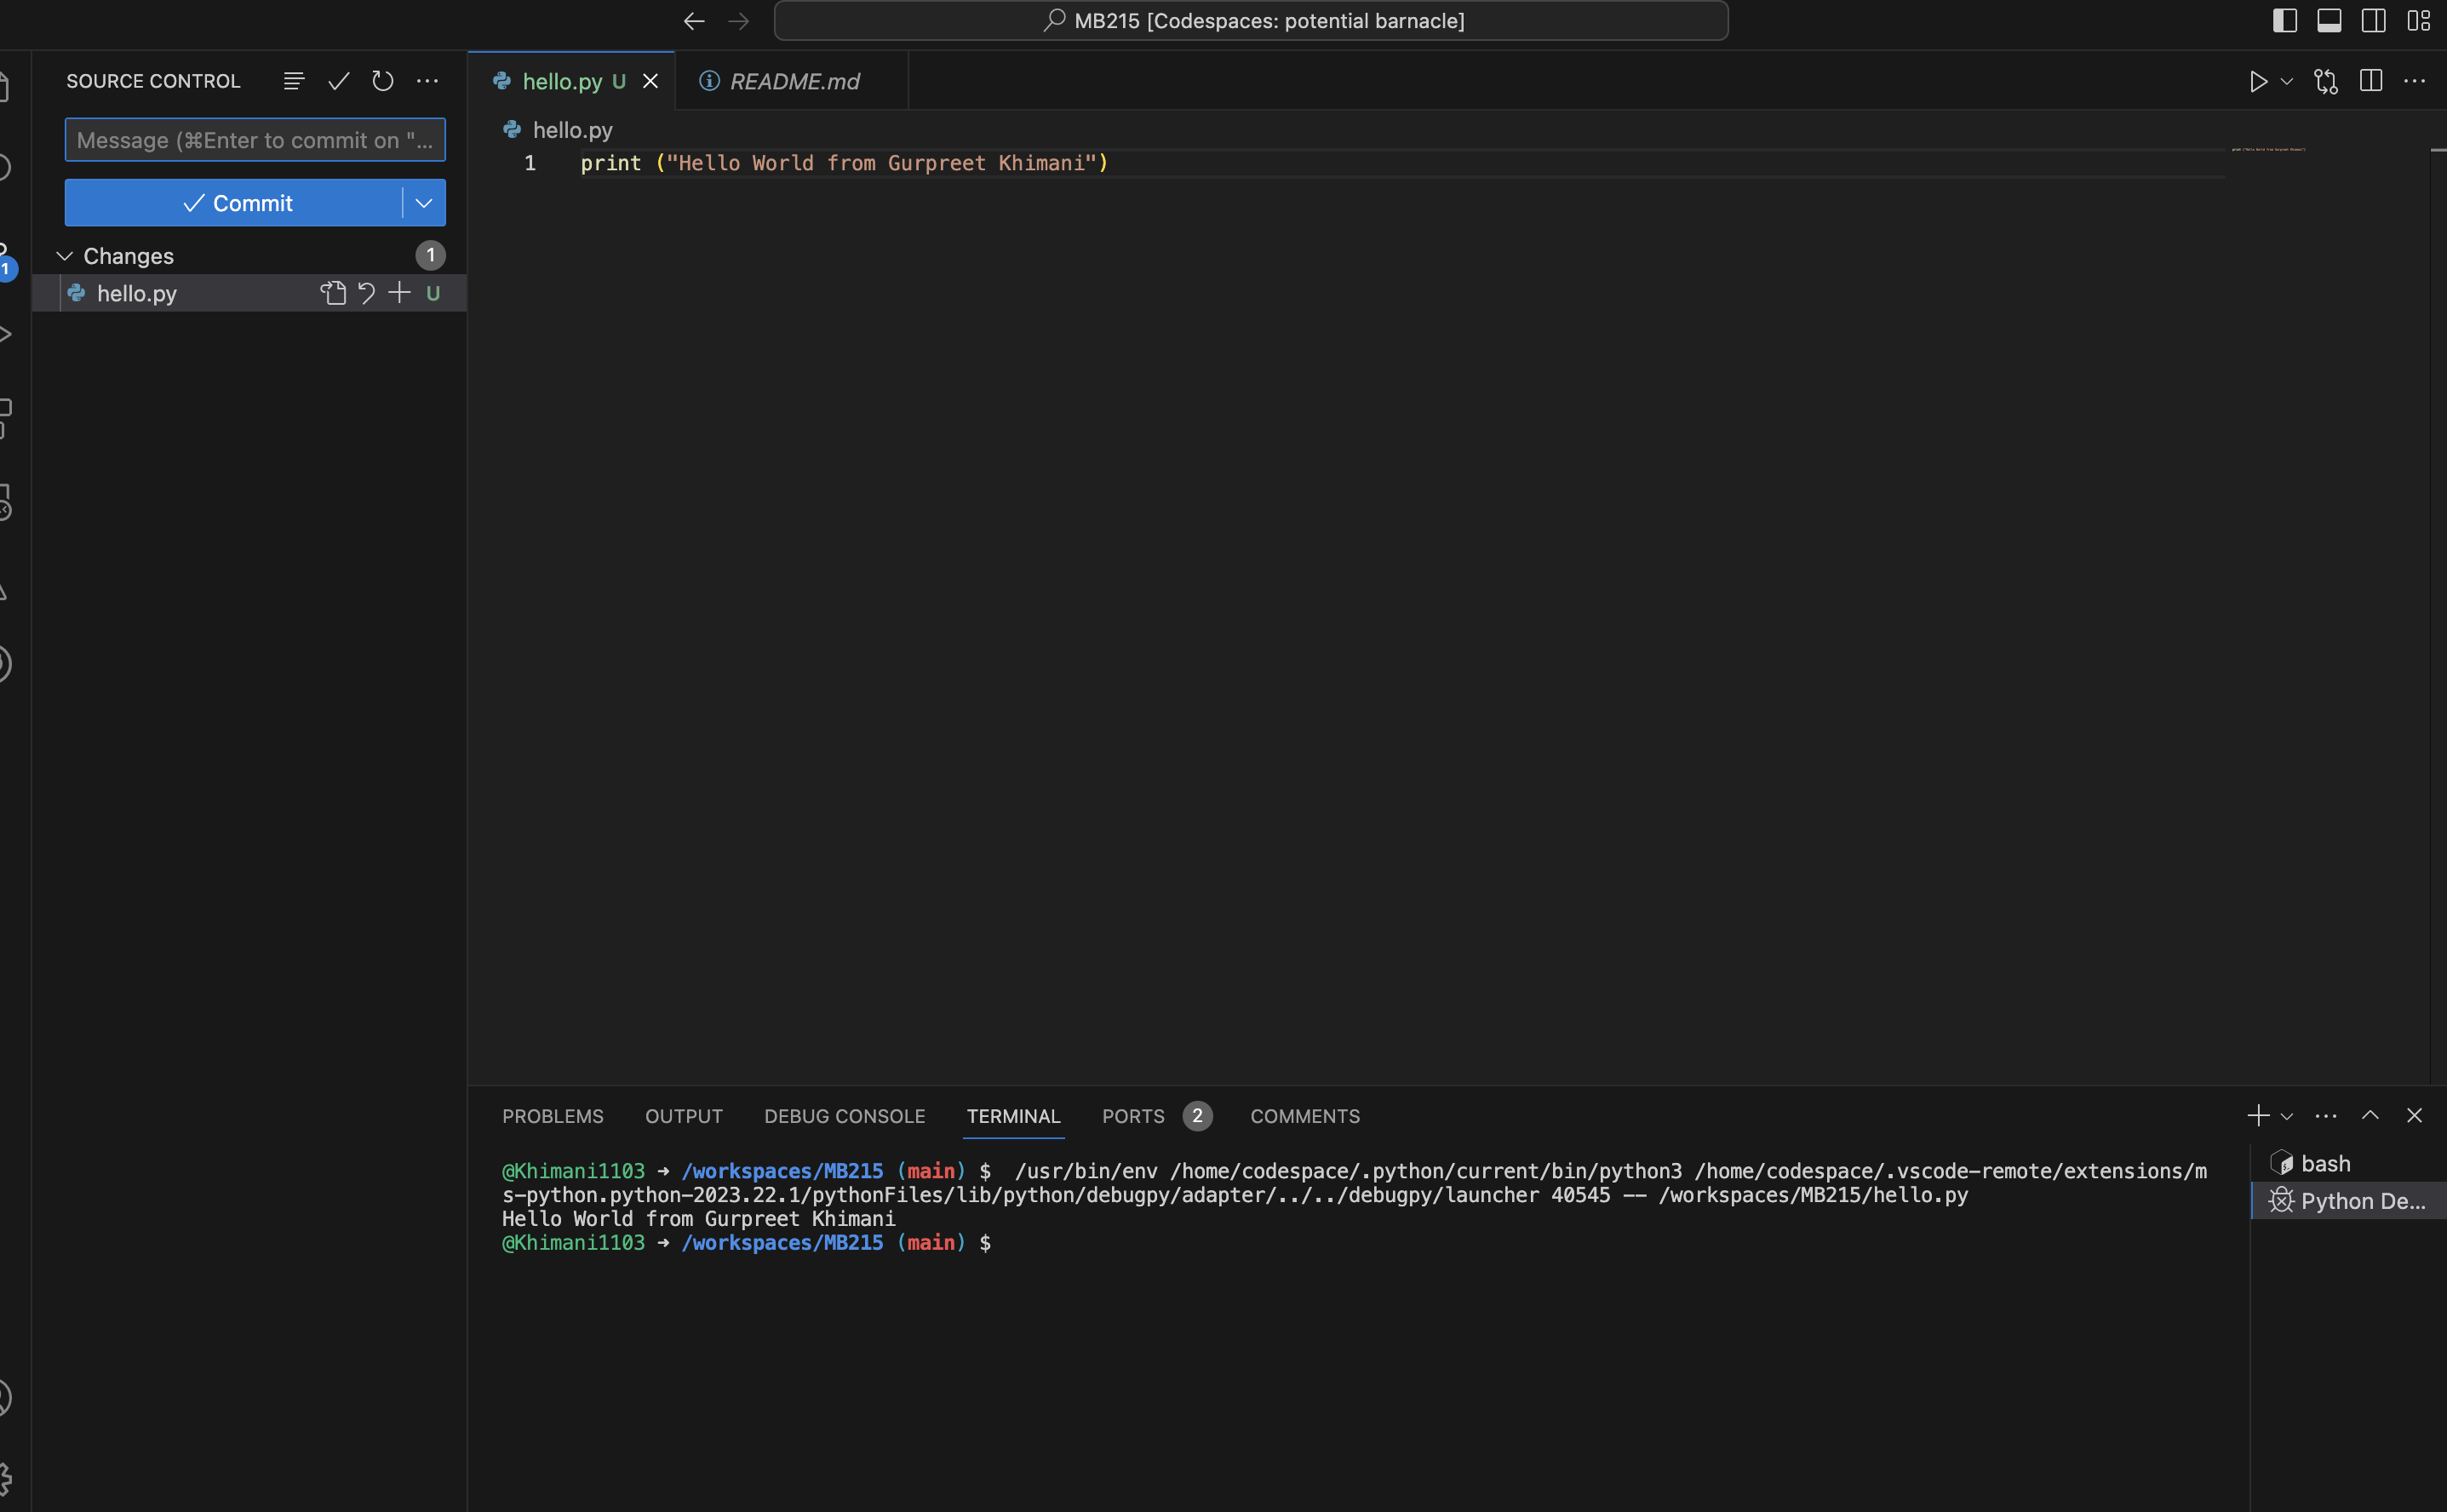 MB215 [Codespaces: potential barnacle]
SOURCE CONTROL
Message (⌘Enter to commit on "...
Commit
Changes 1
hello.py U
1
hello.py U
README.md
hello.py
1 print ("Hello World from Gurpreet Khimani")
PROBLEMS OUTPUT DEBUG CONSOLE TERMINAL PORTS 2 COMMENTS
@Khimani1103 → /workspaces/MB215 (main) $ /usr/bin/env /home/codespace/.python/current/bin/python3 /home/codespace/.vscode-remote/extensions/m
s-python.python-2023.22.1/pythonFiles/lib/python/debugpy/adapter/../../debugpy/launcher 40545 -- /workspaces/MB215/hello.py
Hello World from Gurpreet Khimani
@Khimani1103 → /workspaces/MB215 (main) $
bash
Python De...